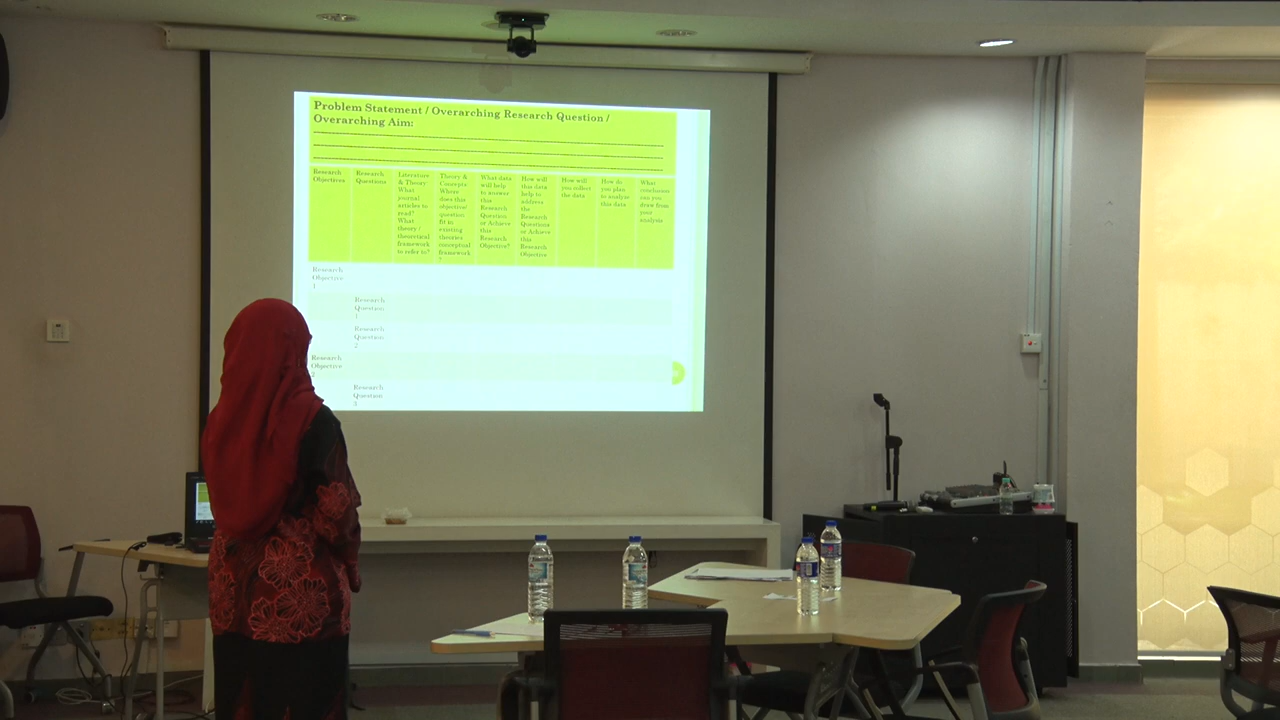 Problem Statement / Overarching Research Question /
Overarching Aim:
Research
Objectives
Research
Questions
Literature
& Theory
What
journal
articles to
read?
What
theory /
theoretical
framework
to refer to?
Theory &
Concepts
Where
does this
objective/
question
fit in
existing
theories
conceptual
framework
?
What data
will help
to answer
this
Research
Question
or Achieve
this
Research
Objective?
How will
this data
help to
address
the
Research
Questions
or Achieve
this
Research
Objective
How will
you collect
the data
How do
you plan
to analyze
this data
What
conclusion
can you
draw from
your
analysis
Research
Objective
1
Research
Question
1
Research
Question
2
Research
Objective
2
Research
Question
3